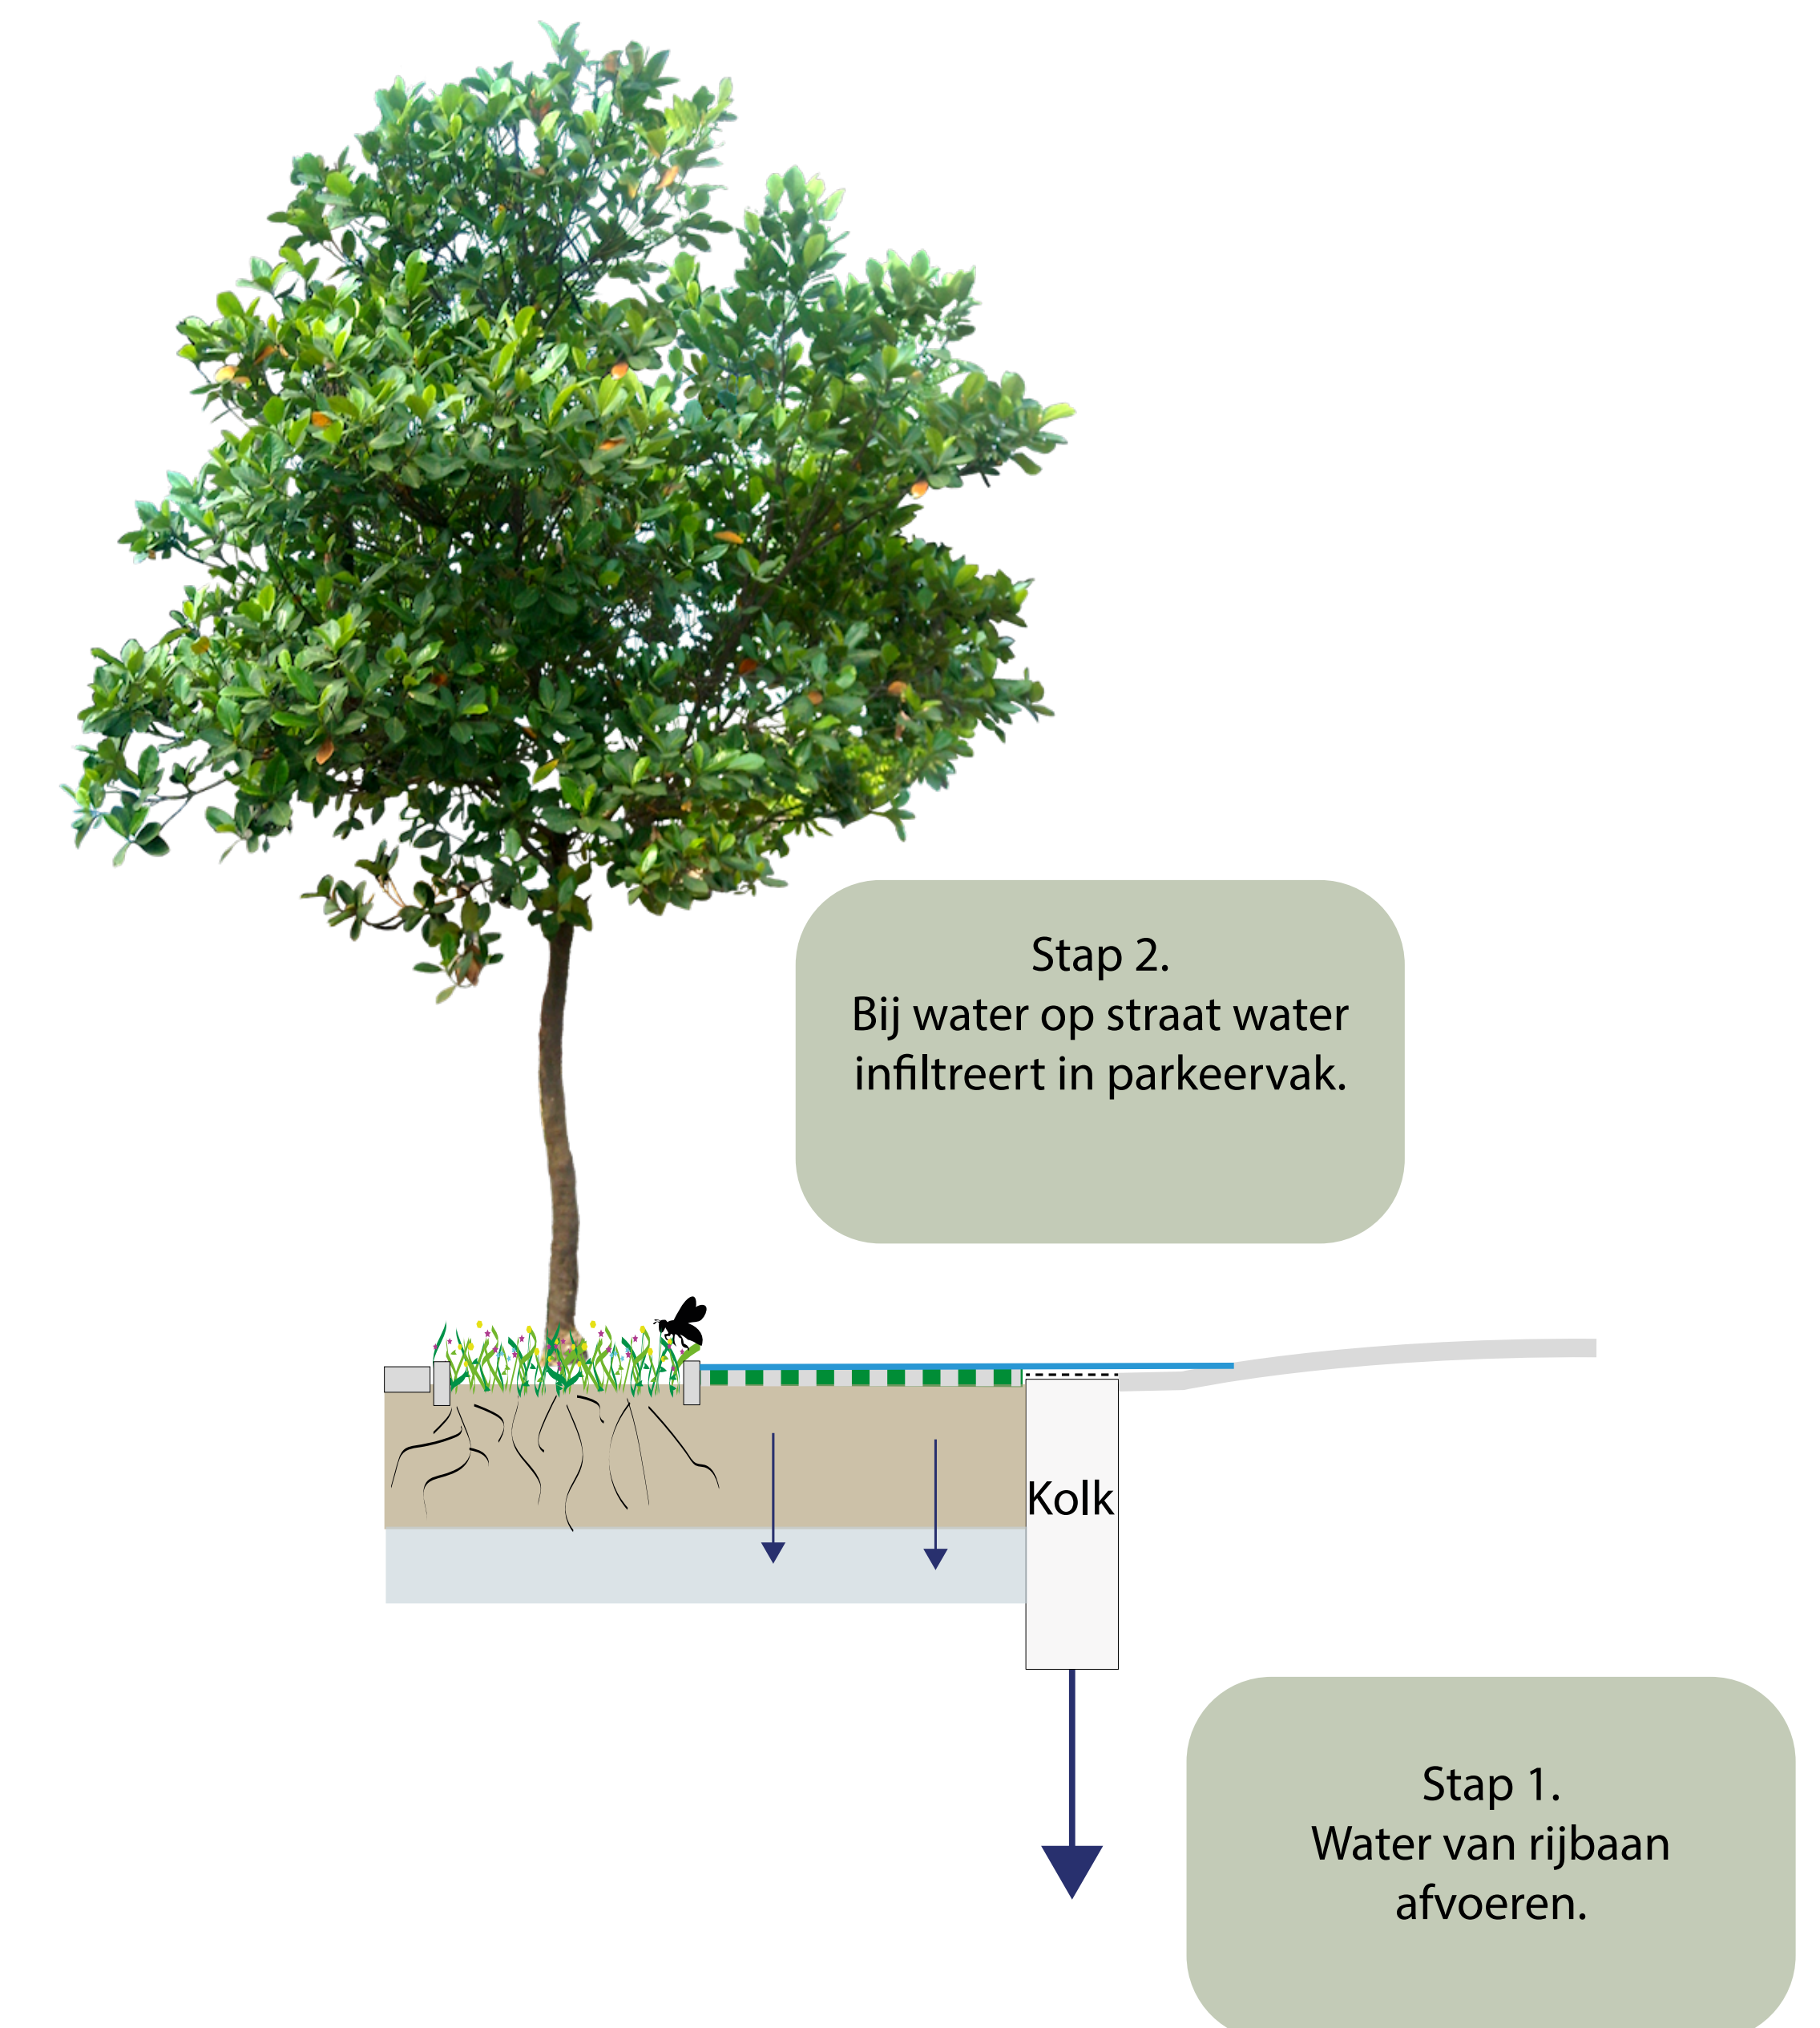 Stap 2.
Bij water op straat water
infiltreert in parkeervak.
Kolk
Stap 1.
Water van rijbaan
afvoeren.